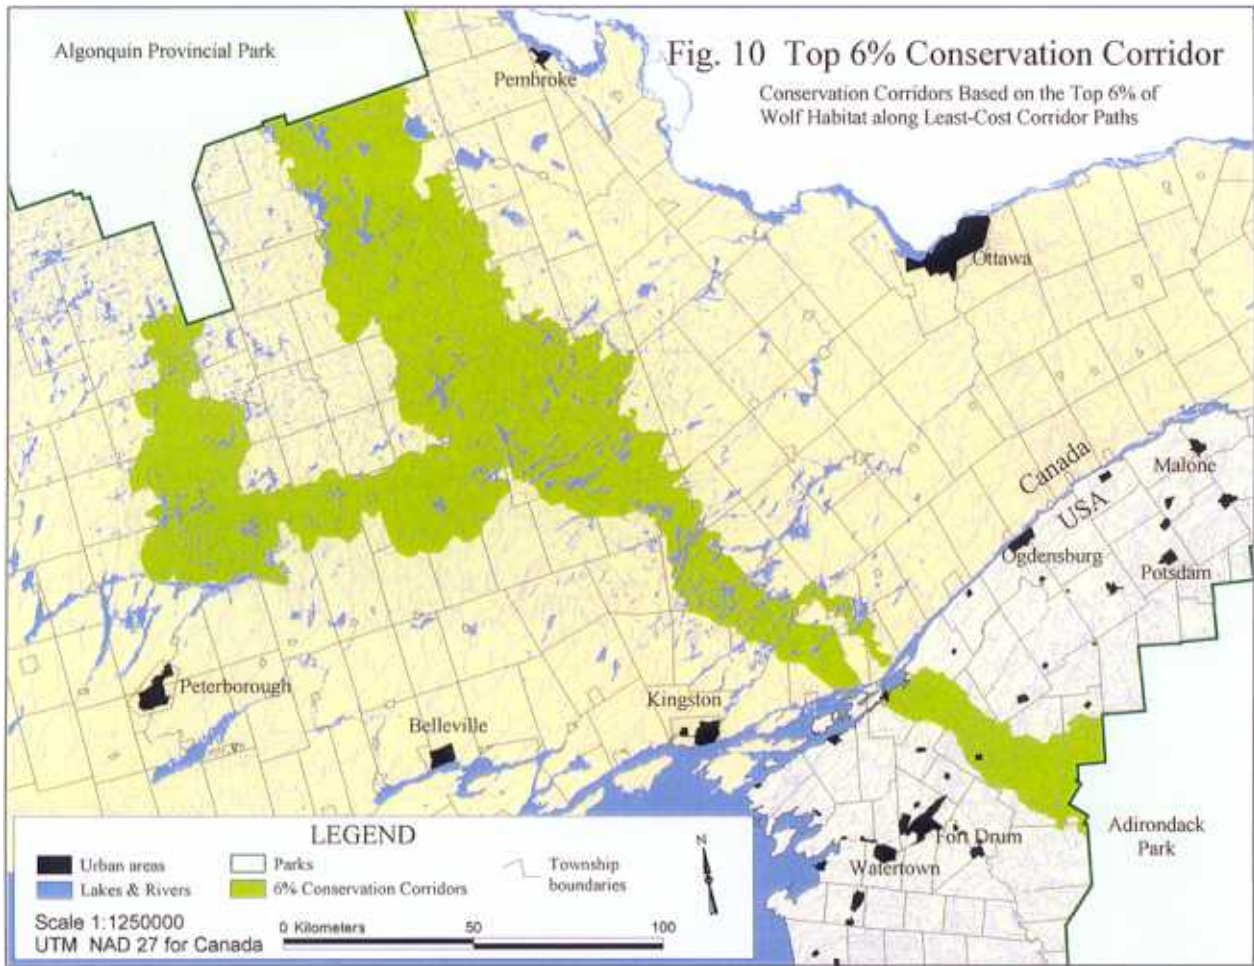 Algonquin Provincial Park
Fig. 10 Top 6% Conservation Corridor
Pembroke
Conservation Corridors Based on the Top 6% of
Wolf Habitat along Least-Cost Corridor Paths
Ottawa
Canada
USA
Malone
Ogdensburg
Potsdam
Peterborough
Kingston
Belleville
Adirondack
Park
Fort Drum
Watertown
LEGEND
Urban areas
Lakes & Rivers
Parks
6% Conservation Corridors
Township
boundaries
N
Scale 1:1250000
UTM NAD 27 for Canada
0 Kilometers 50 100